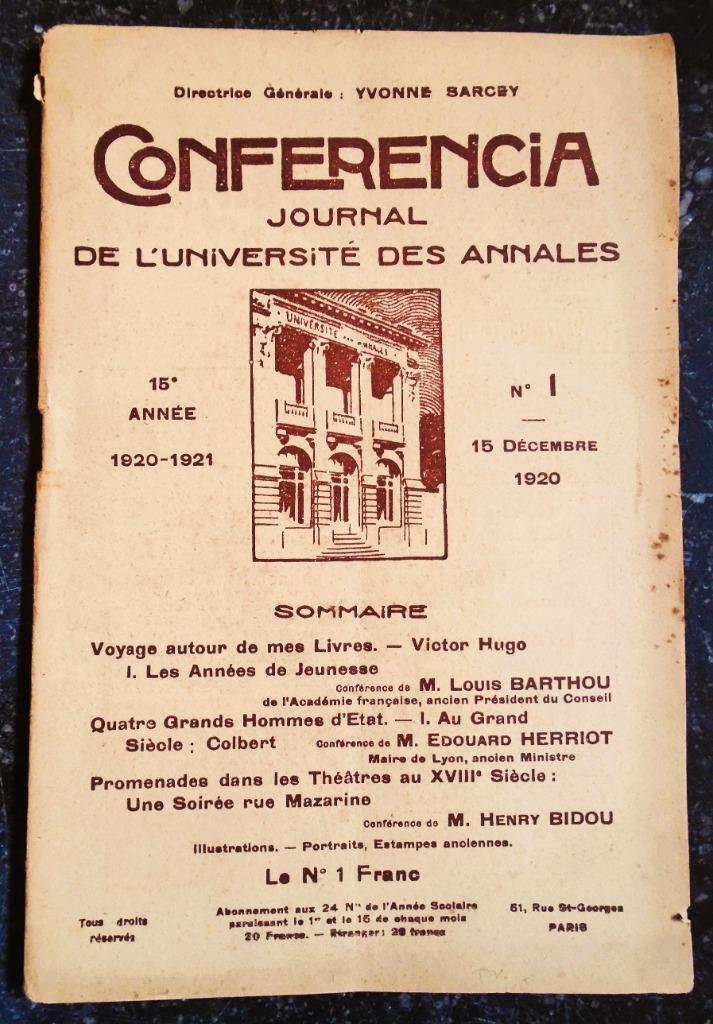 Directrice Générale : YVONNE SARCEY
CONFERENCiA
JOURNAL
DE L'UNiVERSiTÉ DES ANNALES
UNIVERSITÉ DES ANNALES
15e
ANNÉE
1920-1921
N° 1
15 DÉCEMBRE
1920
SOMMAiRE
Voyage autour de mes Livres. — Victor Hugo
I. Les Années de Jeunesse
Conférence de M. LOUIS BARTHOU
de l'Académie française, ancien Président du Conseil
Quatre Grands Hommes d'Etat. — I. Au Grand
Siècle : Colbert Conférence de M. EDOUARD HERRIOT
Maire de Lyon, ancien Ministre
Promenades dans les Théâtres au XVIIIe Siècle :
Une Soirée rue Mazarine
Conférence de M. HENRY BIDOU
Illustrations. — Portraits, Estampes anciennes.
Le N° 1 Franc
Tous droits
réservés
Abonnement aux 24 Nos de l'Année Scolaire
paraissant le 1er et le 15 de chaque mois
20 Francs. — Etranger : 28 francs
51, Rue St-Georges
PARIS